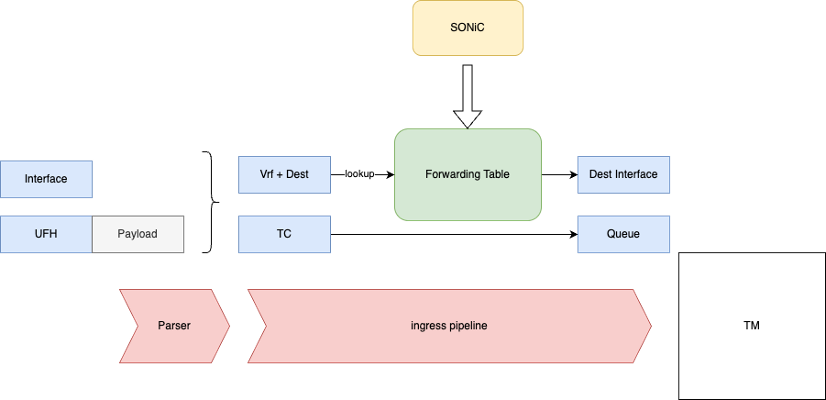 SONiC
Interface
Vrf + Dest
lookup
Forwarding Table
Dest Interface
UFH
Payload
TC
Queue
Parser
ingress pipeline
TM